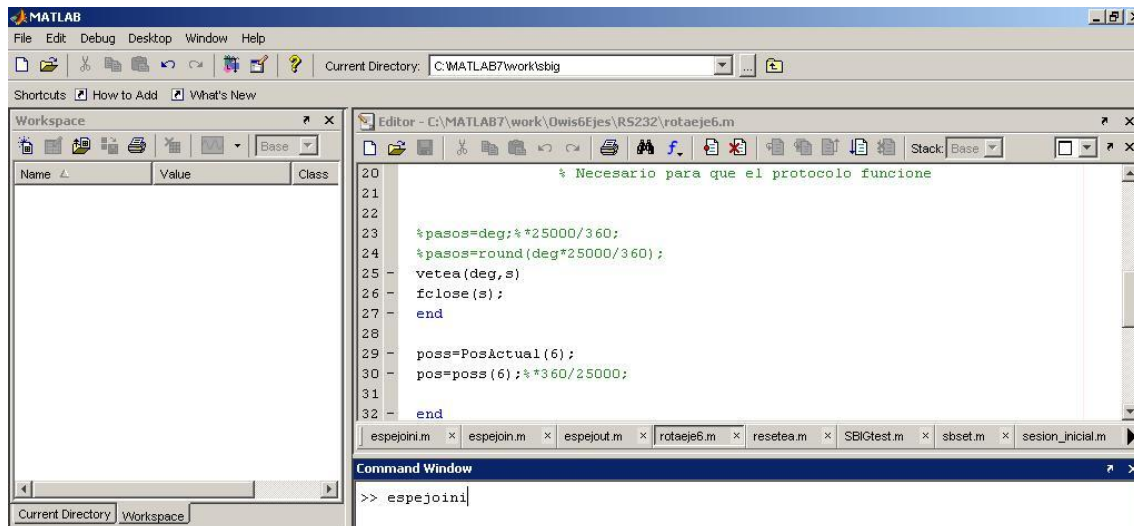 MATLAB
File Edit Debug Desktop Window Help
Current Directory: C:\MATLAB7\work\sbig
Shortcuts How to Add What's New
Workspace
Base
Name Value Class
Current Directory Workspace
Editor - C:\MATLAB7\work\Owis6Ejes\RS232\rotaeje6.m
Stack: Base
20 % Necesario para que el protocolo funcione
21
22
23 %pasos=deg;%*25000/360;
24 %pasos=round(deg*25000/360);
25 - vetea(deg,s)
26 - fclose(s);
27 - end
28
29 - poss=PosActual(6);
30 - pos=poss(6);%*360/25000;
31
32 - end
espejoini.m × espejoin.m × espejout.m × rotaeje6.m × resetea.m × SBIGtest.m × sbset.m × sesion_inicial.m
Command Window
>> espejoini